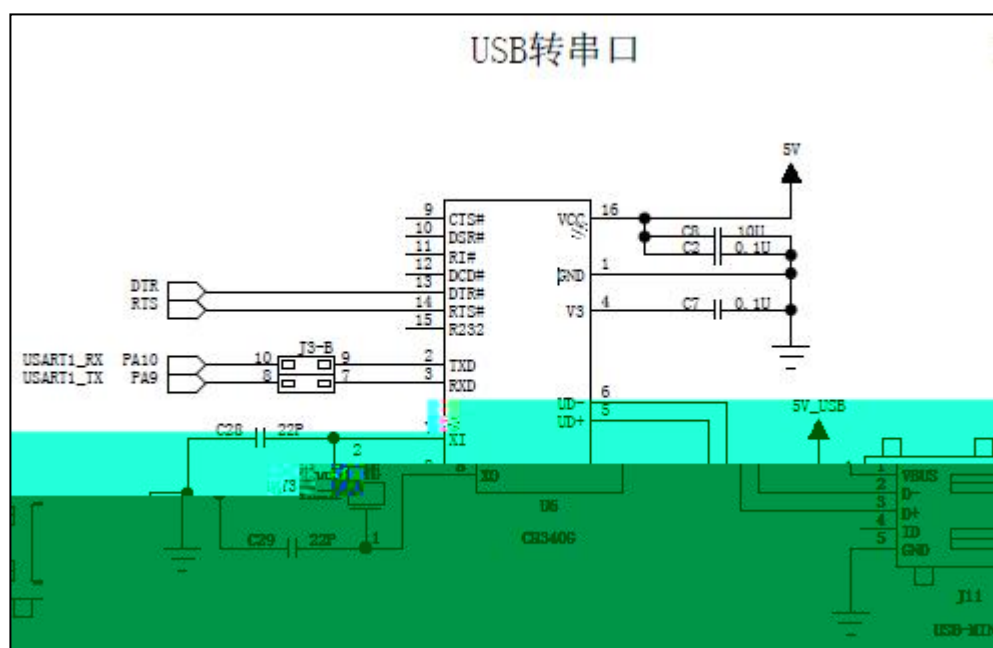 USB转串口
5V
9 CTS# VCC 16
10 DSR# C8 10U
11 RI# C2 0.1U
12 DCD# GND 1
DTR 13 DTR#
RTS 14 RTS# V3 4 C7 0.1U
15 R232
J3-B
USART1_RX PA10 10 9 2 TXD
USART1_TX PA9 8 7 3 RXD
UD- 6
UD+ 5
5V_USB
C28 22P XI
2
XO
1 VBUS
2 D-
3 D+
4 ID
5 GND
U6
C29 22P 1 CH340G
J11